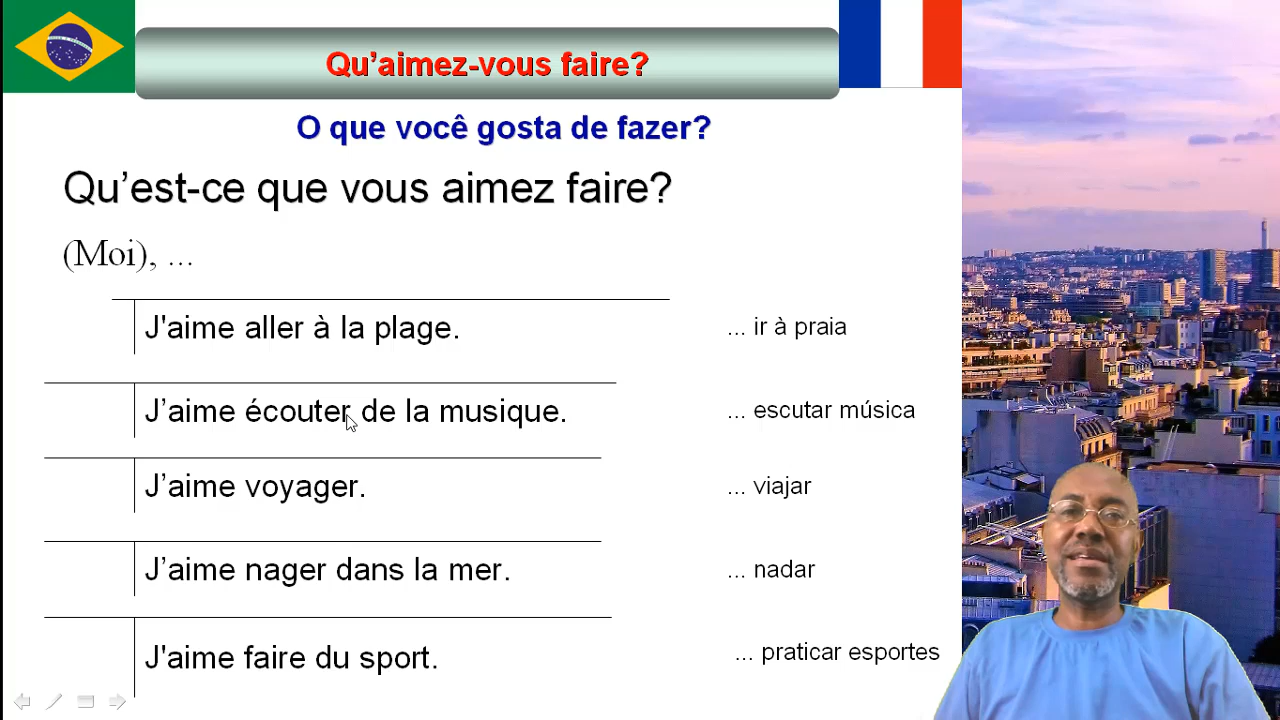 Qu’aimez-vous faire?
O que você gosta de fazer?
Qu’est-ce que vous aimez faire?
(Moi), ...
J'aime aller à la plage. ... ir à praia
J’aime écouter de la musique. ... escutar música
J’aime voyager. ... viajar
J’aime nager dans la mer. ... nadar
J'aime faire du sport. ... praticar esportes